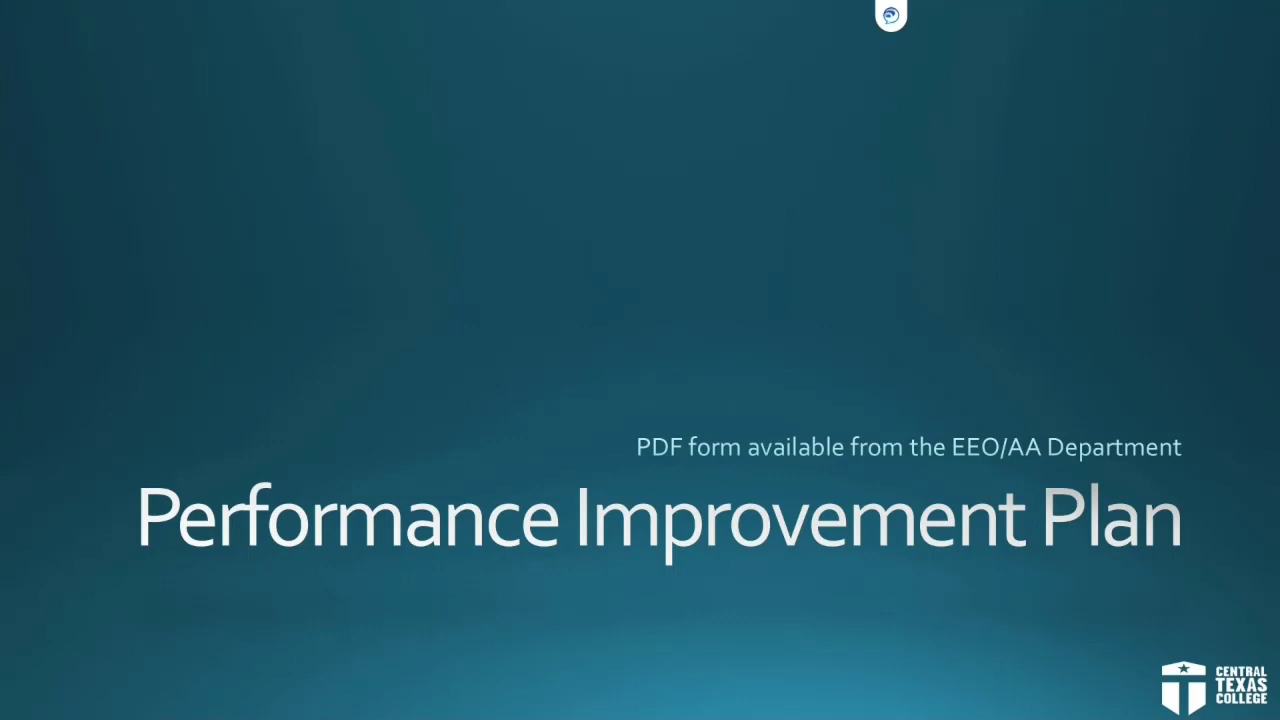 PDF form available from the EEO/AA Department
Performance Improvement Plan
CENTRAL
TEXAS
COLLEGE